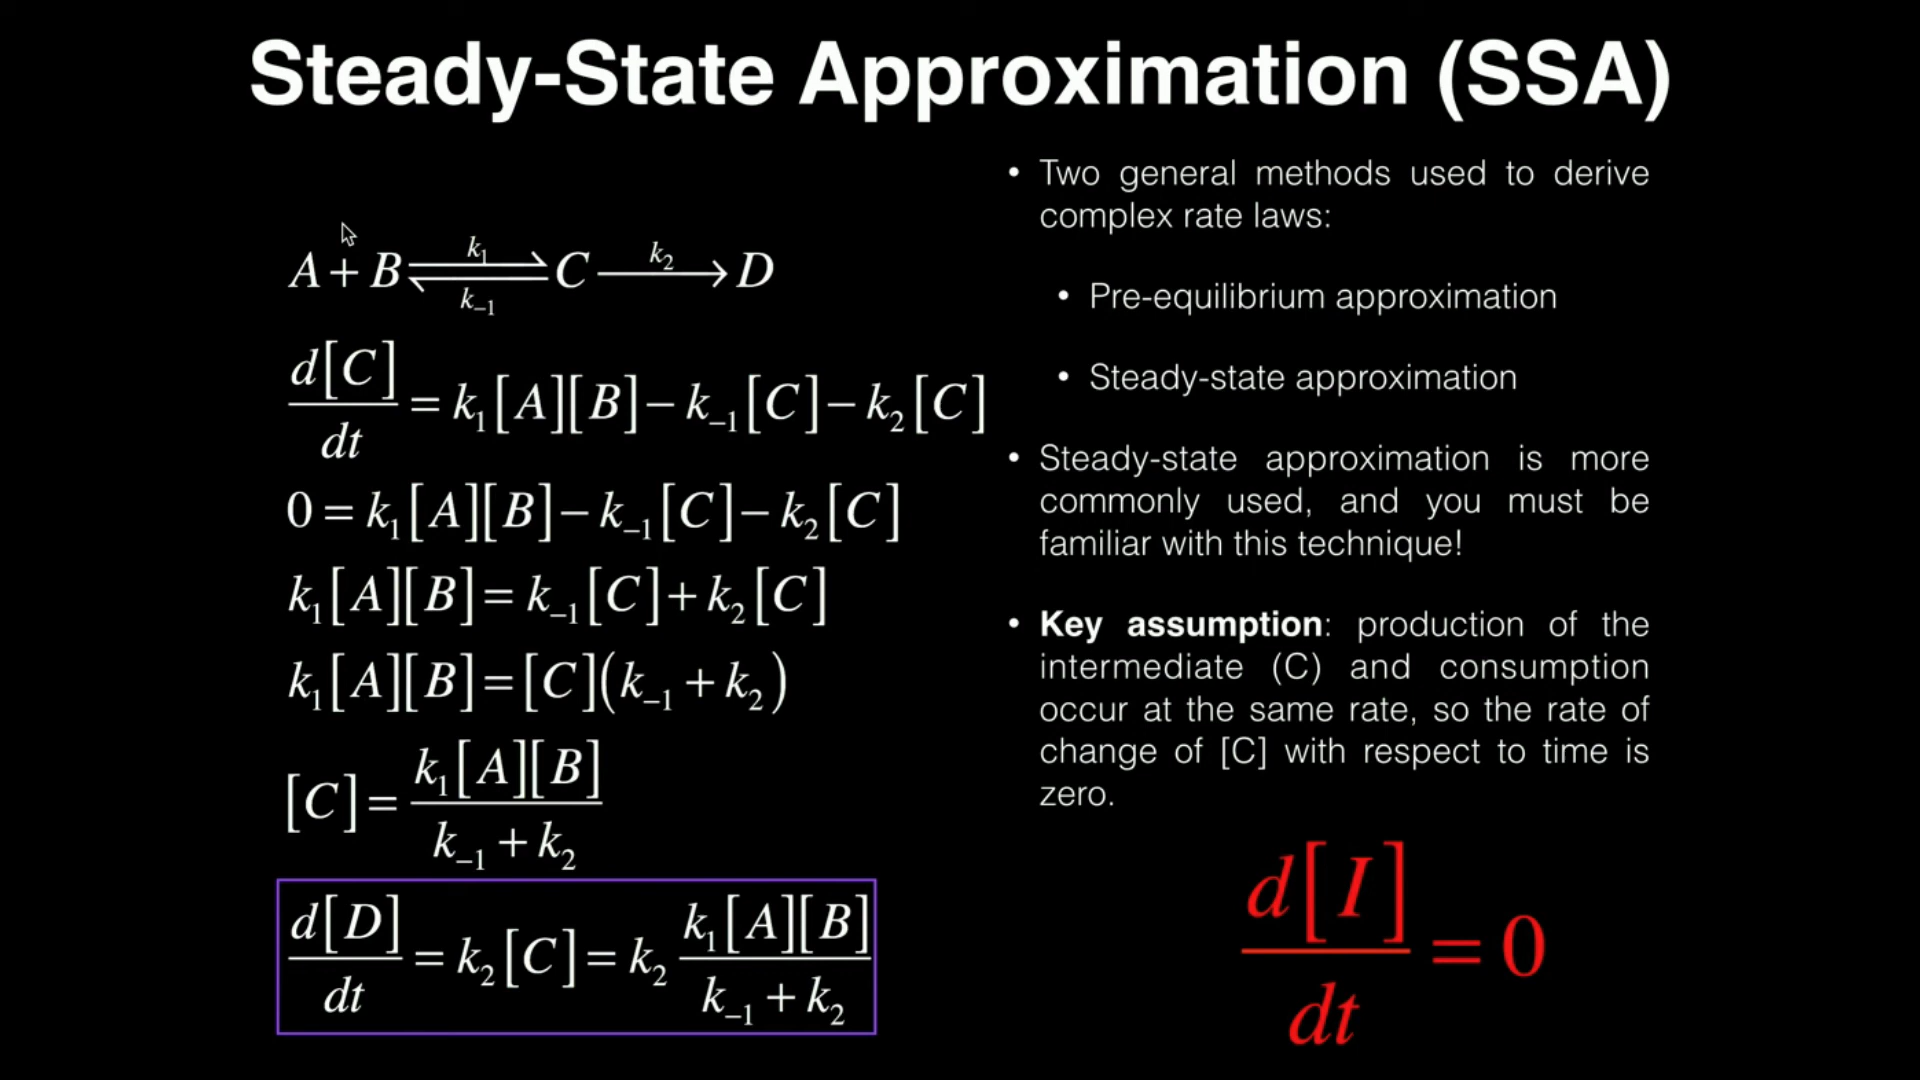 Steady-State Approximation (SSA)
A + B ⇌ C ⟶ D
k₁
k₋₁
k₂
d[C]/dt = k₁[A][B] − k₋₁[C] − k₂[C]
0 = k₁[A][B] − k₋₁[C] − k₂[C]
k₁[A][B] = k₋₁[C] + k₂[C]
k₁[A][B] = [C](k₋₁ + k₂)
[C] = k₁[A][B] / (k₋₁ + k₂)
d[D]/dt = k₂[C] = k₂ k₁[A][B] / (k₋₁ + k₂)
• Two general methods used to derive
complex rate laws:
• Pre-equilibrium approximation
• Steady-state approximation
• Steady-state approximation is more
commonly used, and you must be
familiar with this technique!
• Key assumption: production of the
intermediate (C) and consumption
occur at the same rate, so the rate of
change of [C] with respect to time is
zero.
d[I]/dt = 0